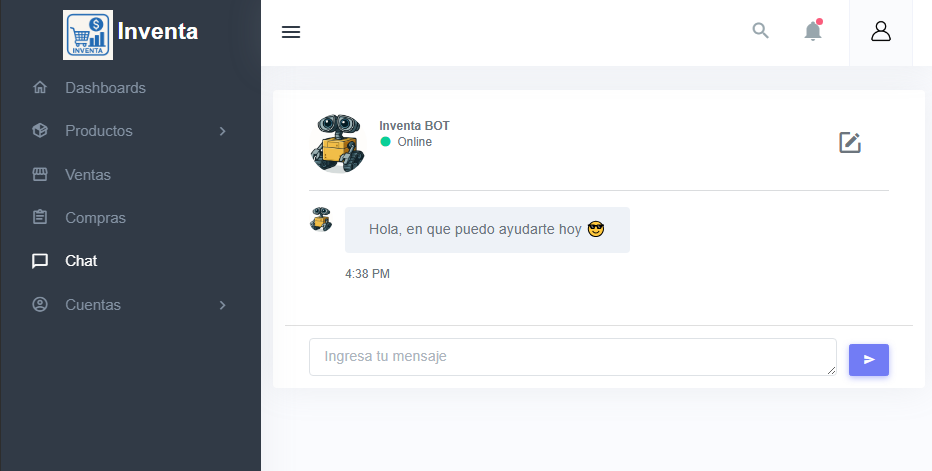 INVENTA
Inventa
Dashboards
Productos
Ventas
Compras
Chat
Cuentas
Inventa BOT
Online
Hola, en que puedo ayudarte hoy 😎
4:38 PM
Ingresa tu mensaje